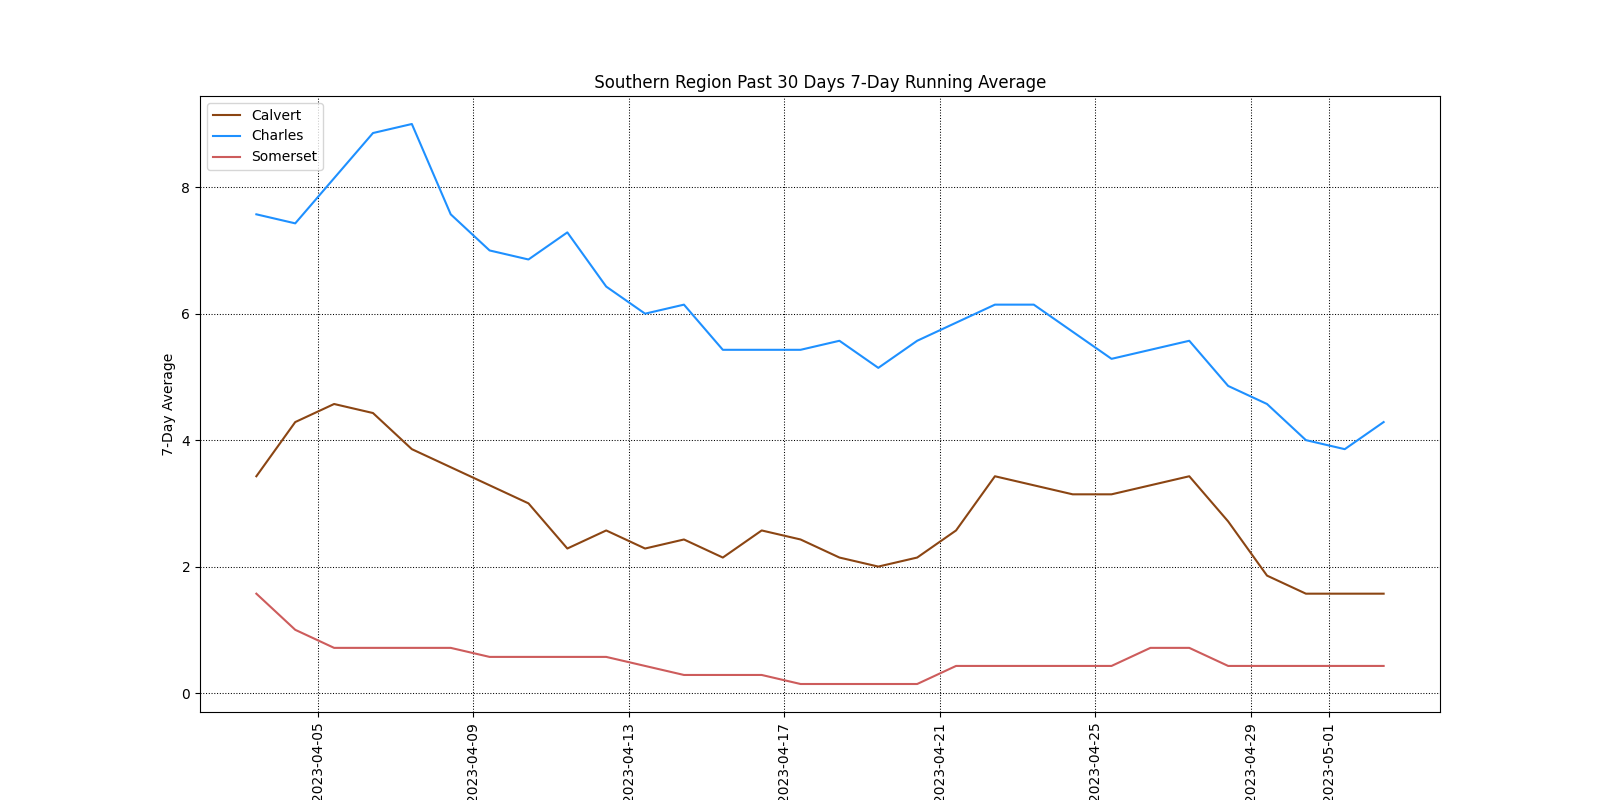 Southern Region Past 30 Days 7-Day Running Average
Calvert
Charles
Somerset
7-Day Average
8
6
4
2
0
2023-04-05
2023-04-09
2023-04-13
2023-04-17
2023-04-21
2023-04-25
2023-04-29
2023-05-01